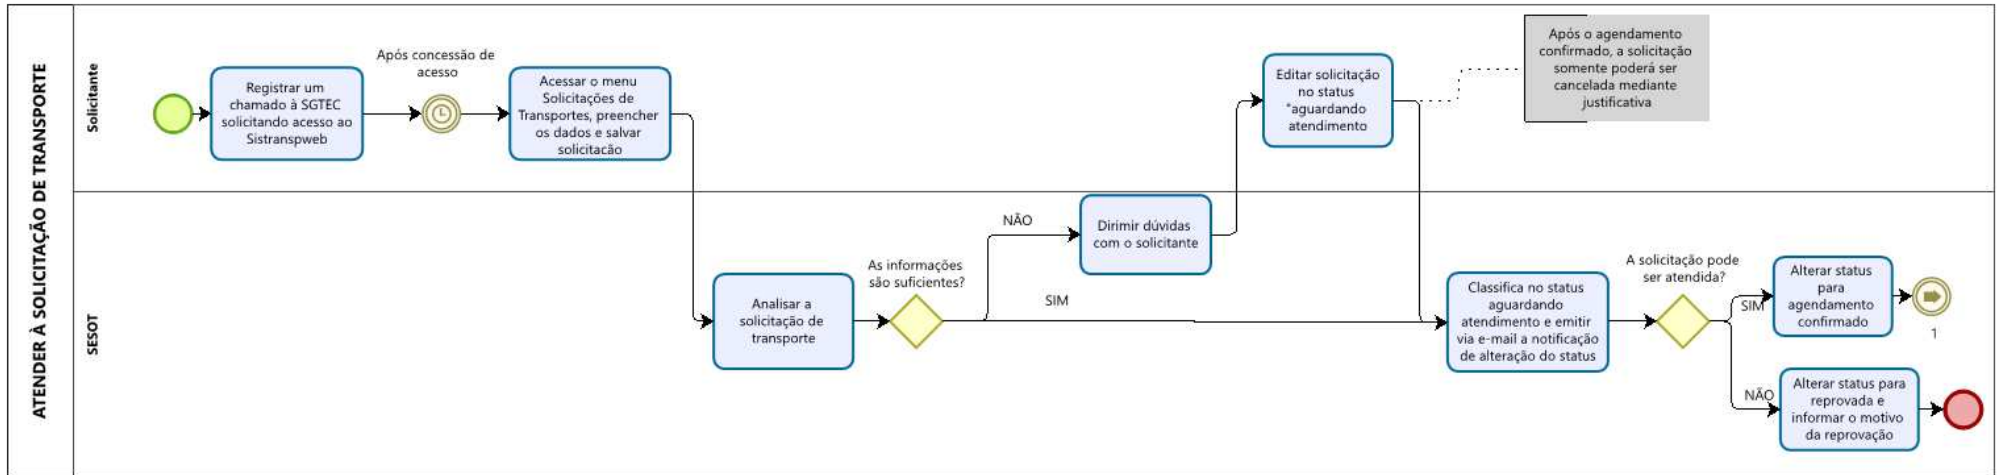 ATENDER À SOLICITAÇÃO DE TRANSPORTE
Solicitante
Registrar um
chamado à SGTEC
solicitando acesso ao
Sistranspweb
Após concessão de
acesso
Acessar o menu
Solicitações de
Transportes, preencher
os dados e salvar
solicitacão
Editar solicitação
no status
"aguardando
atendimento
Após o agendamento
confirmado, a solicitação
somente poderá ser
cancelada mediante
justificativa
SESOT
Analisar a
solicitação de
transporte
As informações
são suficientes?
NÃO
Dirimir dúvidas
com o solicitante
SIM
Classifica no status
aguardando
atendimento e emitir
via e-mail a notificação
de alteração do status
A solicitação pode
ser atendida?
SIM
Alterar status
para
agendamento
confirmado
1
NÃO
Alterar status para
reprovada e
informar o motivo
da reprovação